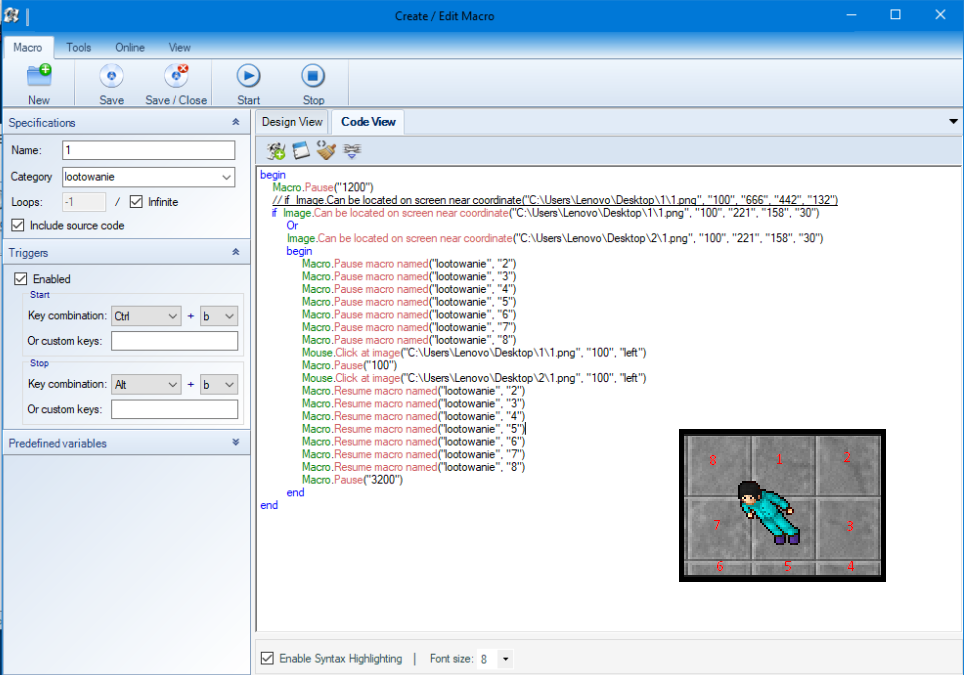 Create / Edit Macro
Macro Tools Online View
New Save Save / Close Start Stop
Specifications
Name: 1
Category lootowanie
Loops: -1 / Infinite
Include source code
Triggers
Enabled
Start
Key combination: Ctrl + b
Or custom keys:
Stop
Key combination: Alt + b
Or custom keys:
Predefined variables
Design View Code View
begin
Macro.Pause("1200")
// if Image.Can be located on screen near coordinate("C:\Users\Lenovo\Desktop\1\1.png", "100", "666", "442", "132")
if Image.Can be located on screen near coordinate("C:\Users\Lenovo\Desktop\1\1.png", "100", "221", "158", "30")
Or
Image.Can be located on screen near coordinate("C:\Users\Lenovo\Desktop\2\1.png", "100", "221", "158", "30")
begin
Macro.Pause macro named("lootowanie", "2")
Macro.Pause macro named("lootowanie", "3")
Macro.Pause macro named("lootowanie", "4")
Macro.Pause macro named("lootowanie", "5")
Macro.Pause macro named("lootowanie", "6")
Macro.Pause macro named("lootowanie", "7")
Macro.Pause macro named("lootowanie", "8")
Mouse.Click at image("C:\Users\Lenovo\Desktop\1\1.png", "100", "left")
Macro.Pause("100")
Mouse.Click at image("C:\Users\Lenovo\Desktop\2\1.png", "100", "left")
Macro.Resume macro named("lootowanie", "2")
Macro.Resume macro named("lootowanie", "3")
Macro.Resume macro named("lootowanie", "4")
Macro.Resume macro named("lootowanie", "5")
Macro.Resume macro named("lootowanie", "6")
Macro.Resume macro named("lootowanie", "7")
Macro.Resume macro named("lootowanie", "8")
Macro.Pause("3200")
end
end
8 1 2
7 3
6 5 4
Enable Syntax Highlighting | Font size: 8